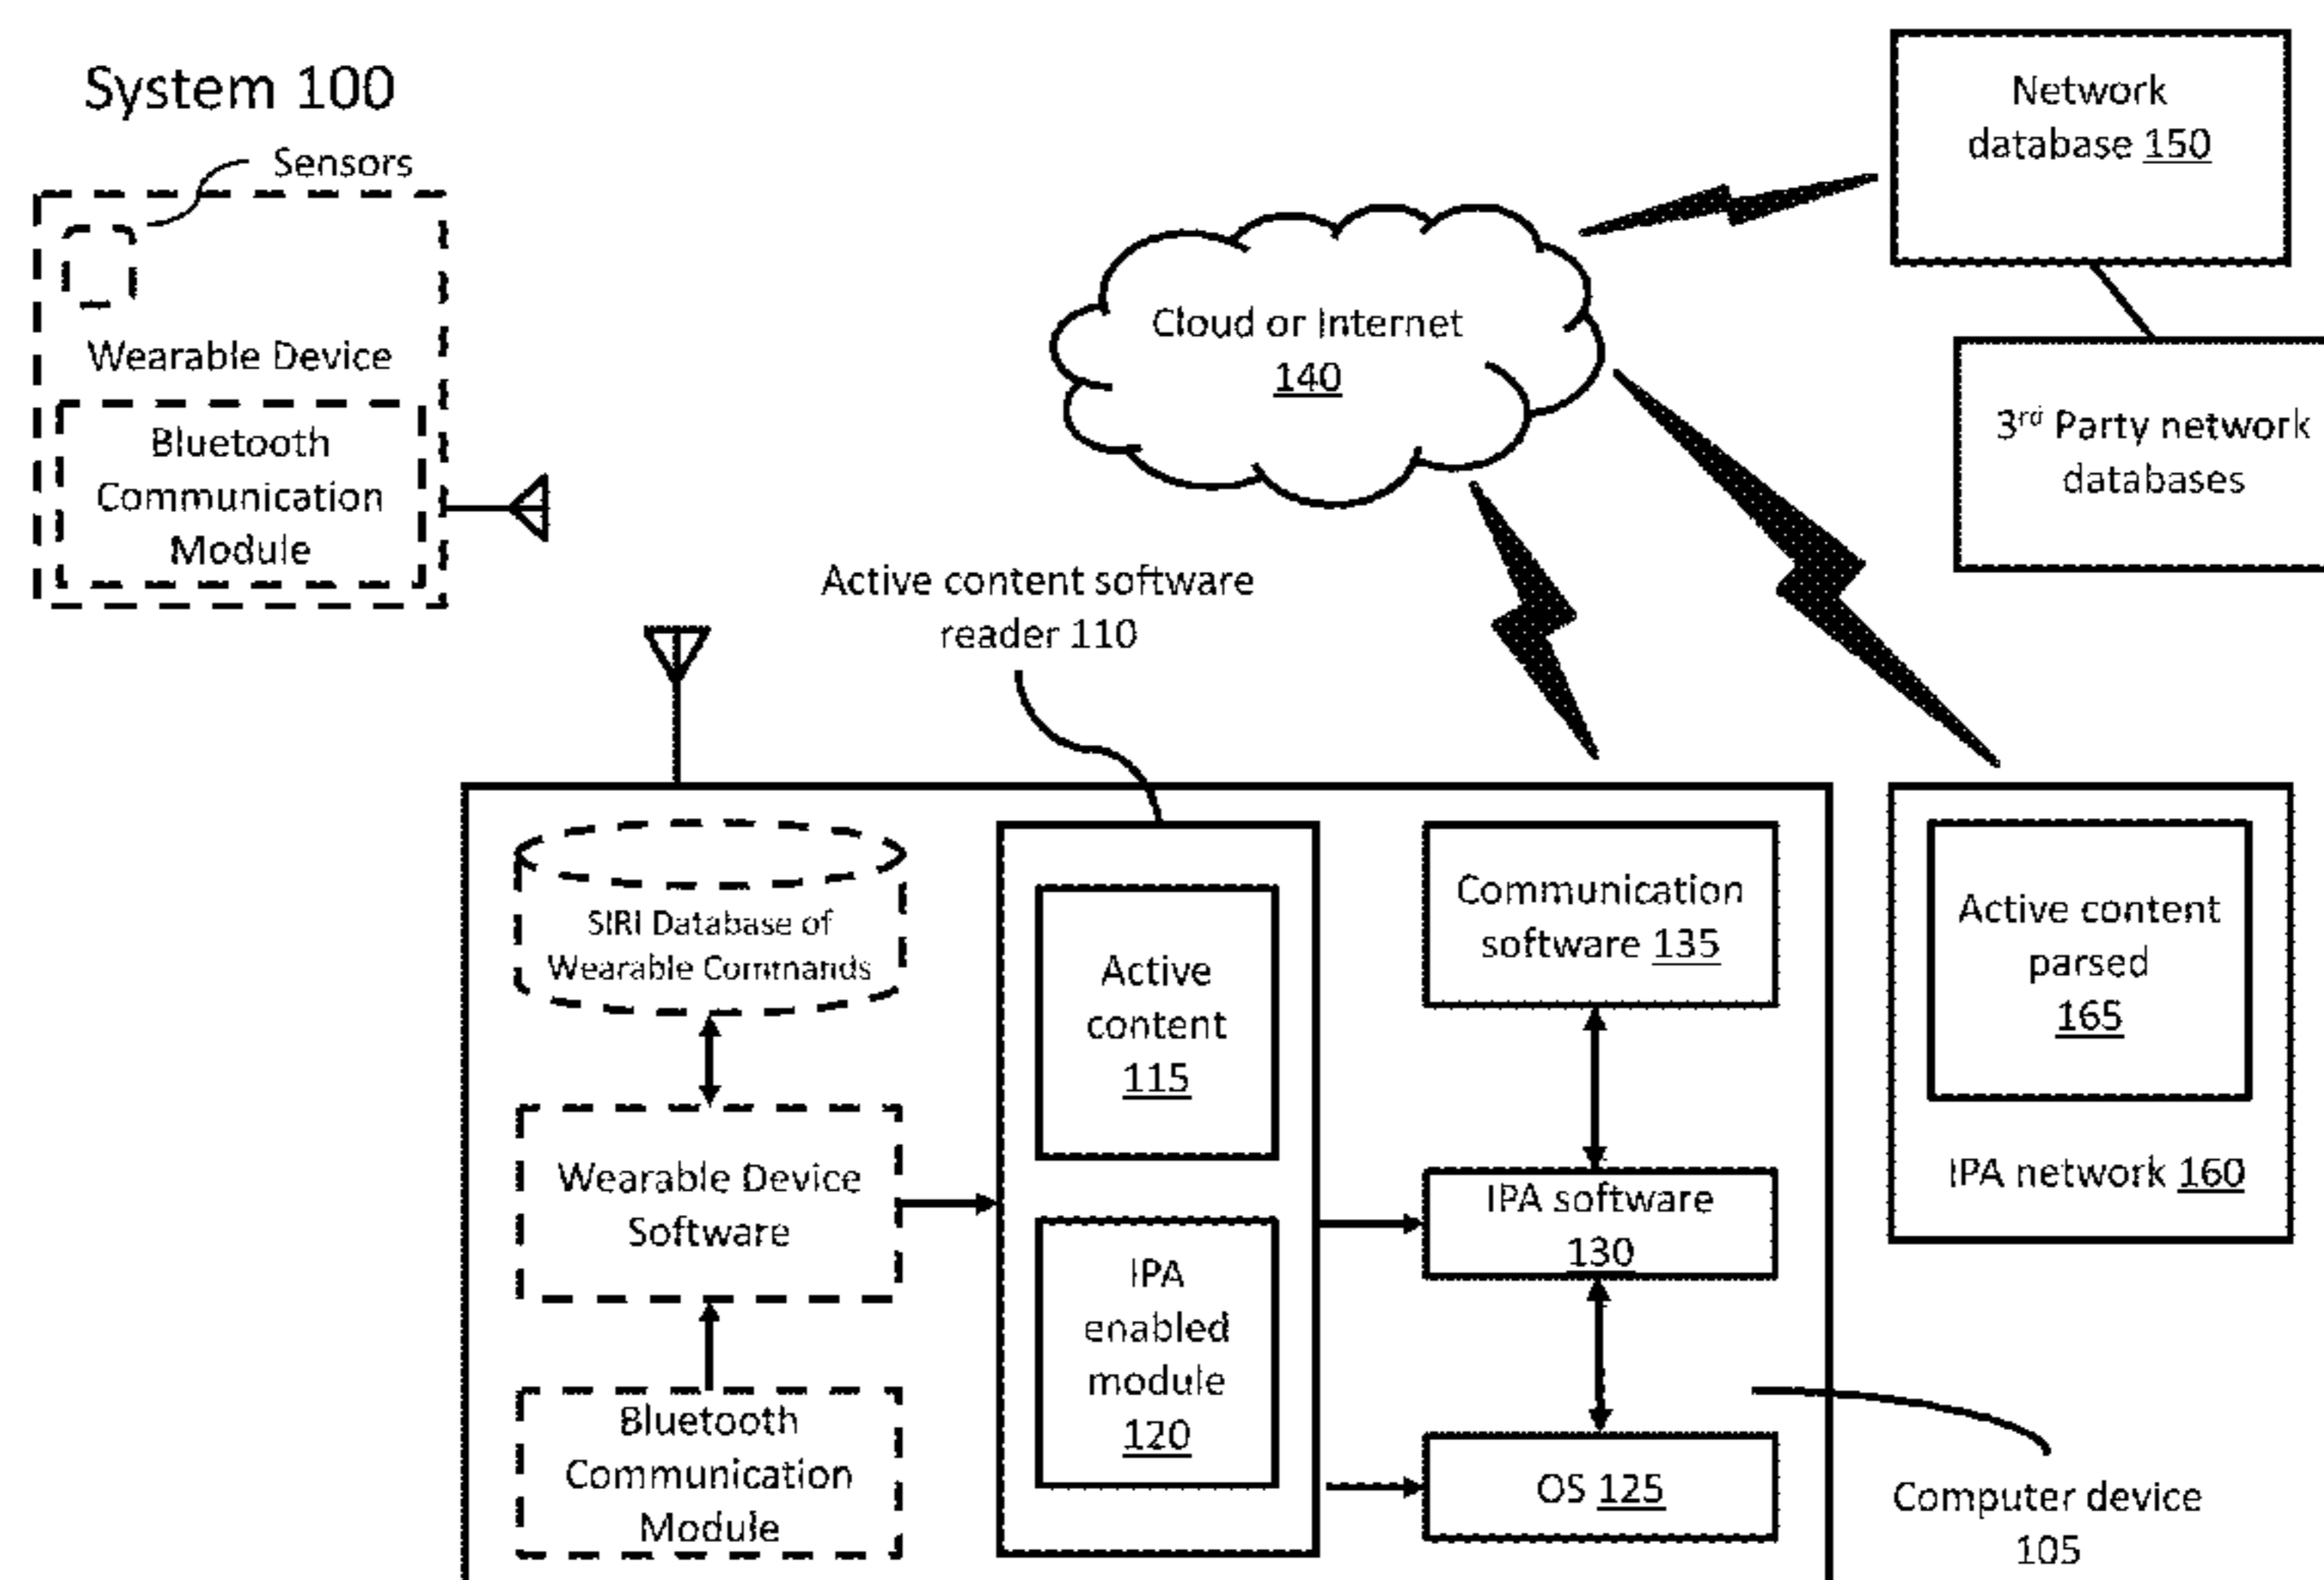 System 100
Sensors
Wearable Device
Bluetooth
Communication
Module
Cloud or Internet
140
Network
database 150
3rd Party network
databases
Active content software
reader 110
SIRI Database of
Wearable Commands
Wearable Device
Software
Bluetooth
Communication
Module
Active
content
115
IPA
enabled
module
120
Communication
software 135
IPA software
130
OS 125
Active content
parsed
165
IPA network 160
Computer device
105